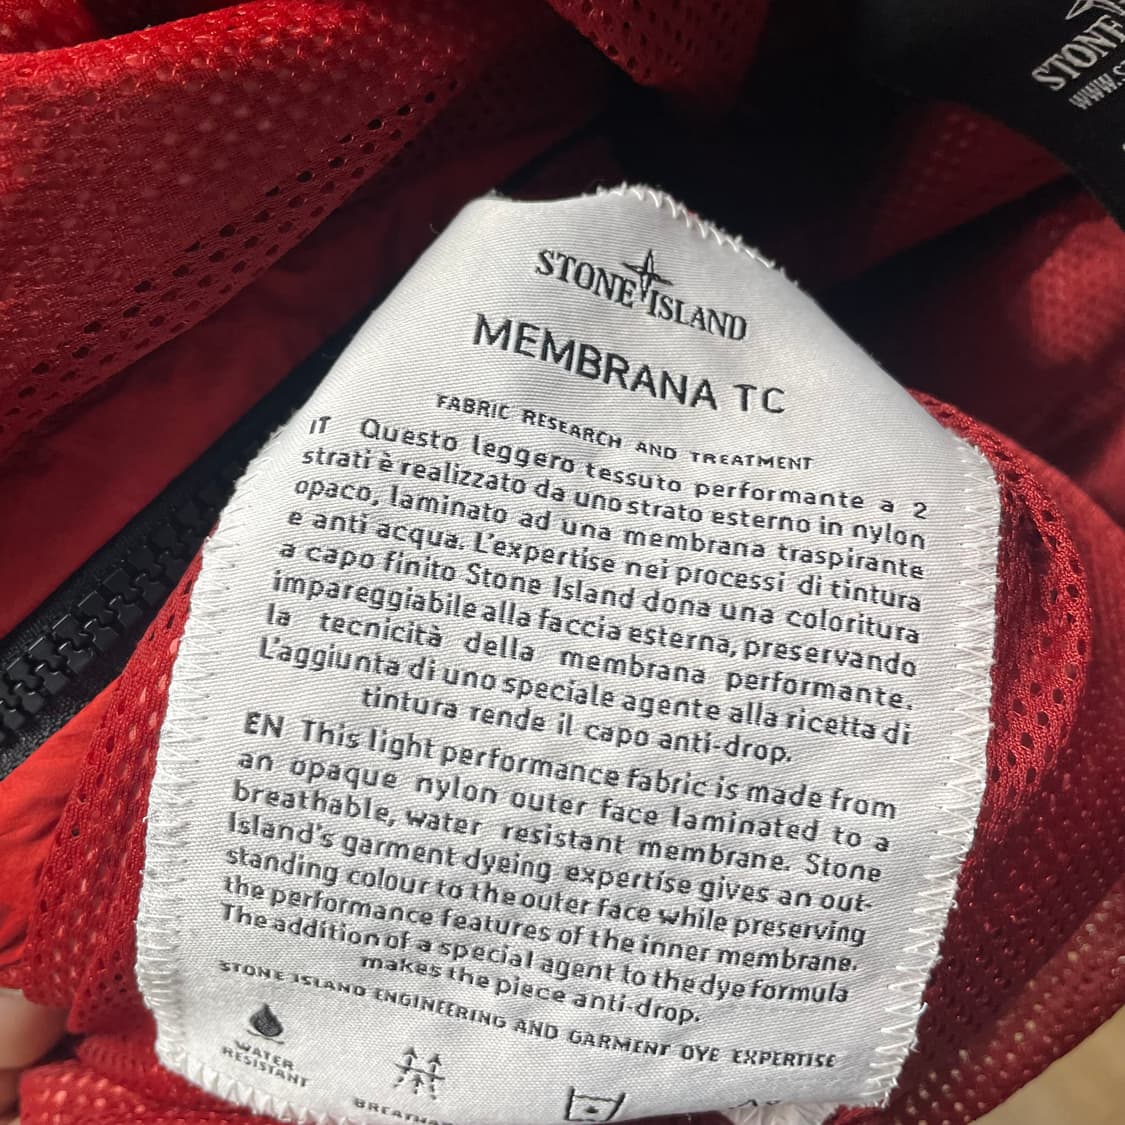 STONE
WWW.S
STONE ISLAND
MEMBRANA TC
FABRIC RESEARCH AND TREATMENT
IT Questo leggero tessuto performante a 2
strati è realizzato da uno strato esterno in nylon
opaco, laminato ad una membrana traspirante
e anti acqua. L'expertise nei processi di tintura
a capo finito Stone Island dona una coloritura
impareggiabile alla faccia esterna, preservando
la tecnicità della membrana performante.
L'aggiunta di uno speciale agente alla ricetta di
tintura rende il capo anti-drop.
EN This light performance fabric is made from
an opaque nylon outer face laminated to a
breathable, water resistant membrane. Stone
Island's garment dyeing expertise gives an out-
standing colour to the outer face while preserving
the performance features of the inner membrane.
The addition of a special agent to the dye formula
makes the piece anti-drop.
STONE ISLAND ENGINEERING AND GARMENT DYE EXPERTISE
WATER
RESISTANT